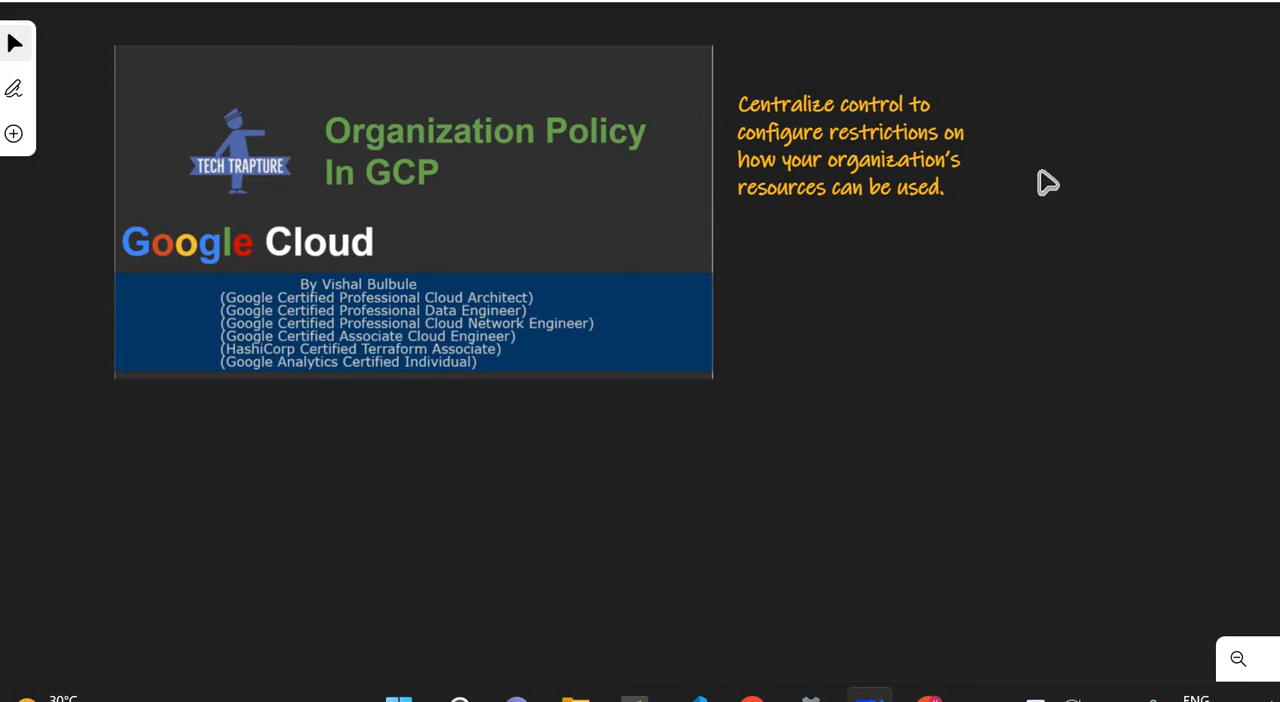 Organization Policy
In GCP
TECH TRAPTURE
Google Cloud
By Vishal Bulbule
(Google Certified Professional Cloud Architect)
(Google Certified Professional Data Engineer)
(Google Certified Professional Cloud Network Engineer)
(Google Certified Associate Cloud Engineer)
(HashiCorp Certified Terraform Associate)
(Google Analytics Certified Individual)
Centralize control to
configure restrictions on
how your organization's
resources can be used.
30°C
ENG